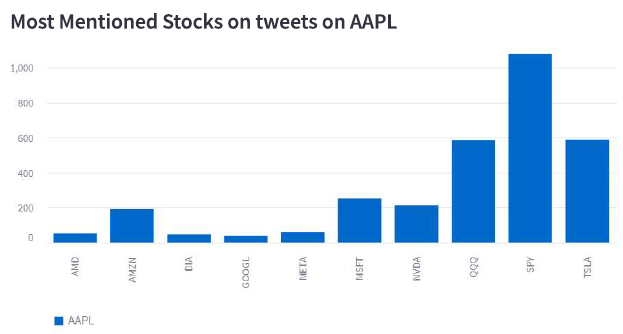 Most Mentioned Stocks on tweets on AAPL
1,000
800
600
400
200
0
AMD
AMZN
DIA
GOOGL
META
MSFT
NVDA
QQQ
SPY
TSLA
AAPL